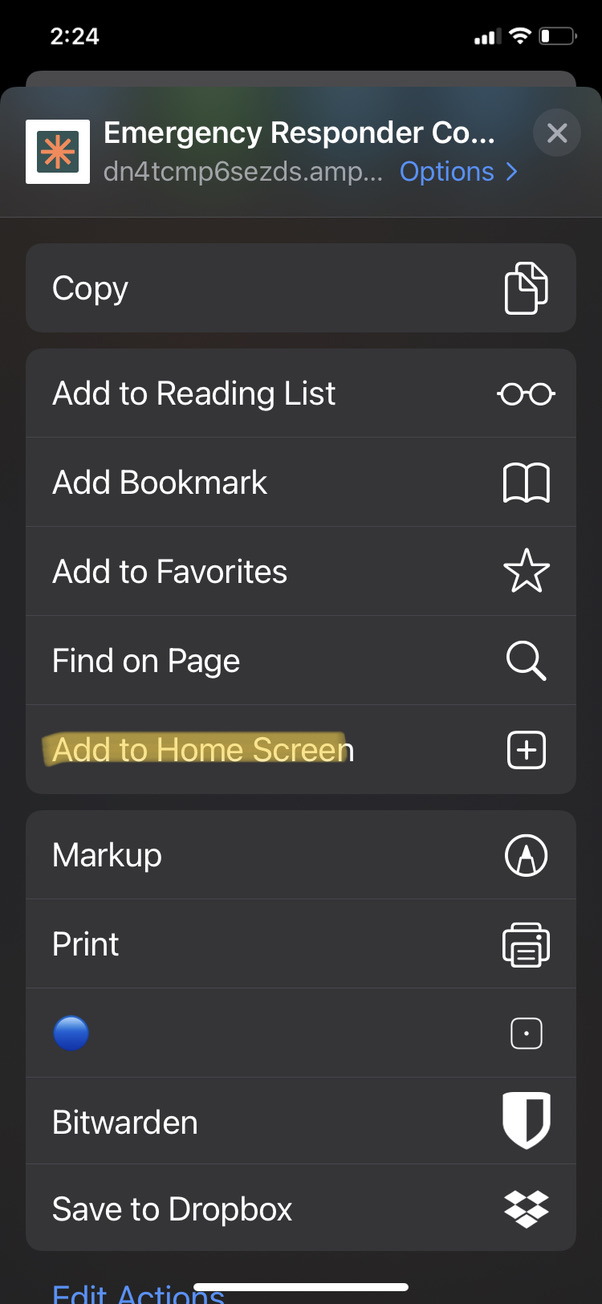 2:24
Emergency Responder Co...
dn4tcmp6sezds.amp... Options >
Copy
Add to Reading List
Add Bookmark
Add to Favorites
Find on Page
Add to Home Screen
Markup
Print
Bitwarden
Save to Dropbox
Edit Actions